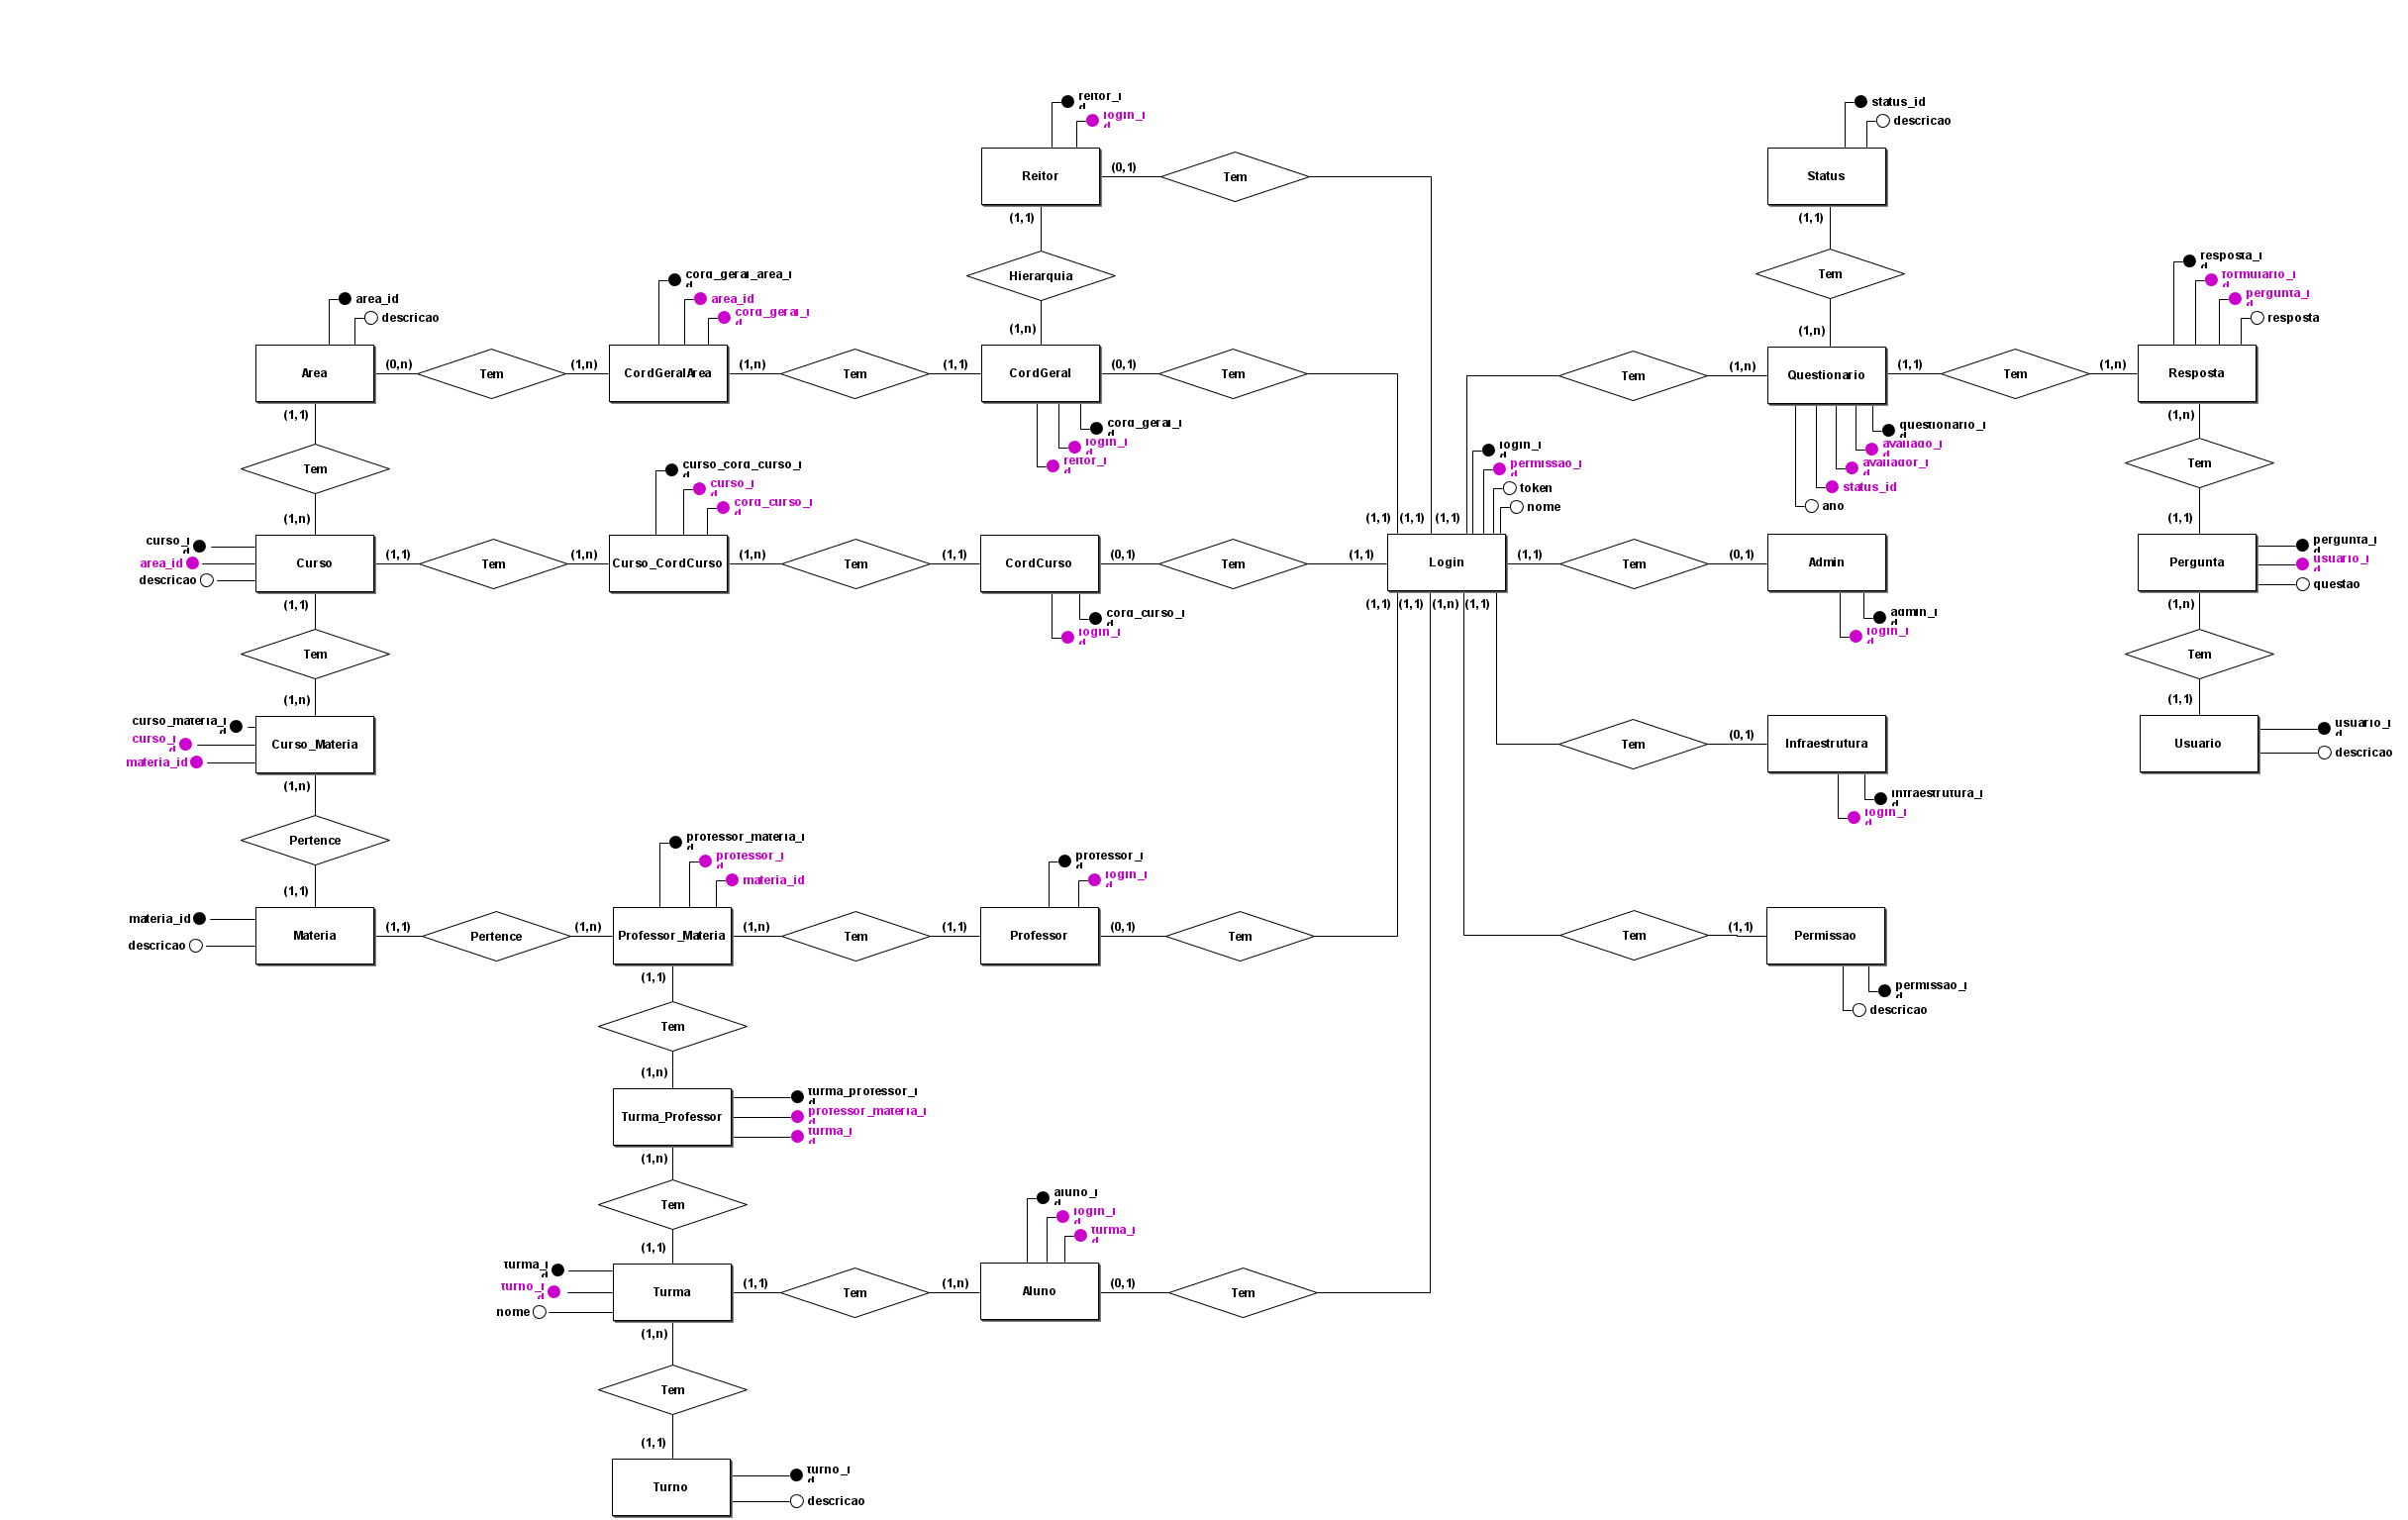 reitor_id
login_id
Reitor
(0,1)
Tem
(1,1)
Hierarquia
(1,n)
status_id
descricao
Status
(1,1)
Tem
(1,n)
area_id
descricao
Area
(0,n)
Tem
(1,n)
cord_geral_area_id
area_id
cord_geral_id
CordGeralArea
(1,n)
Tem
(1,1)
CordGeral
(0,1)
Tem
cord_geral_id
login_id
reitor_id
Tem
(1,n)
Questionario
(1,1)
Tem
(1,n)
questionario_id
avaliado_id
avaliador_id
status_id
ano
resposta_id
formulario_id
pergunta_id
resposta
Resposta
(1,n)
Tem
(1,1)
(1,1)
Tem
(1,n)
curso_id
area_id
descricao
Curso
(1,1)
Tem
(1,n)
curso_cord_curso_id
curso_id
cord_curso_id
Curso_CordCurso
(1,n)
Tem
(1,1)
CordCurso
(0,1)
Tem
(1,1)
cord_curso_id
login_id
login_id
permissao_id
token
nome
(1,1)
(1,1)
(1,1)
Login
(1,1)
Tem
(0,1)
Admin
admin_id
login_id
(1,1)
(1,1)
(1,n)
(1,1)
pergunta_id
usuario_id
questao
Pergunta
(1,n)
Tem
(1,1)
Usuario
usuario_id
descricao
(1,1)
Tem
(1,n)
curso_materia_id
curso_id
materia_id
Curso_Materia
(1,n)
Pertence
(1,1)
Tem
(0,1)
Infraestrutura
infraestrutura_id
login_id
materia_id
descricao
Materia
(1,1)
Pertence
(1,n)
professor_materia_id
professor_id
materia_id
Professor_Materia
(1,n)
Tem
(1,1)
professor_id
login_id
Professor
(0,1)
Tem
Tem
(1,1)
Permissao
permissao_id
descricao
(1,1)
Tem
(1,n)
Turma_Professor
turma_professor_id
professor_materia_id
turma_id
(1,n)
Tem
(1,1)
turma_id
turno_id
nome
Turma
(1,1)
Tem
(1,n)
aluno_id
login_id
turma_id
Aluno
(0,1)
Tem
(1,n)
Tem
(1,1)
Turno
turno_id
descricao